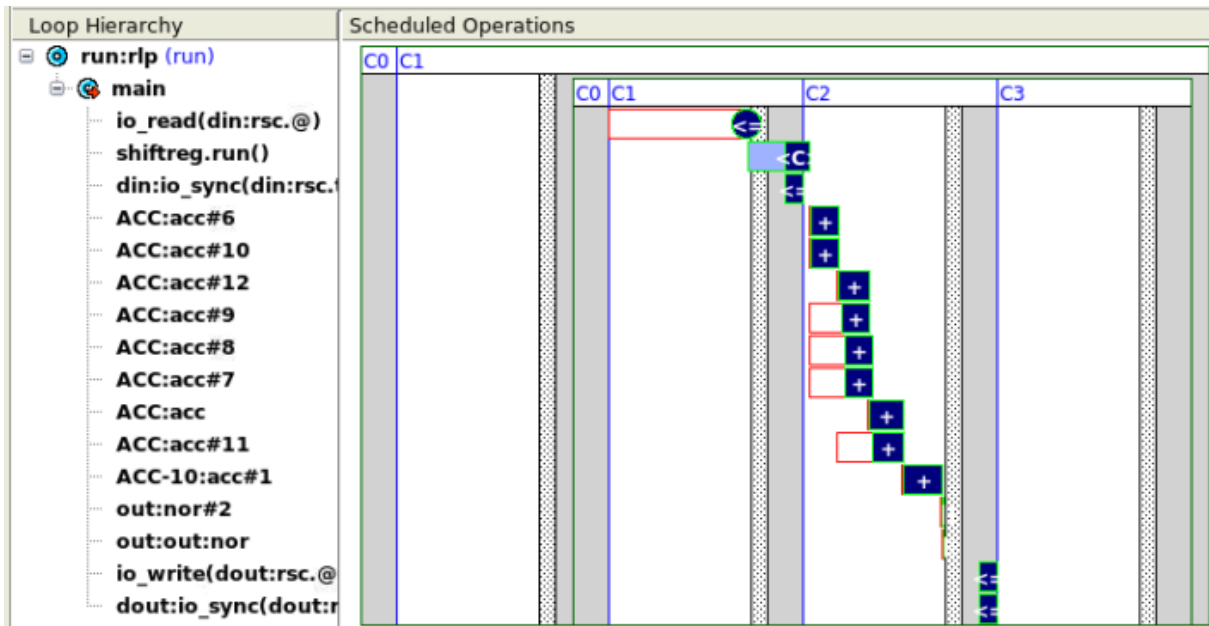 Loop Hierarchy
Scheduled Operations
run:rlp (run)
C0 C1
main
C0 C1 C2 C3
io_read(din:rsc.@)
<=
shiftreg.run()
<C
din:io_sync(din:rsc.
<=
ACC:acc#6
+
ACC:acc#10
+
ACC:acc#12
+
ACC:acc#9
+
ACC:acc#8
+
ACC:acc#7
+
ACC:acc
+
ACC:acc#11
+
ACC-10:acc#1
+
out:nor#2
out:out:nor
io_write(dout:rsc.@
<=
dout:io_sync(dout:r
<=